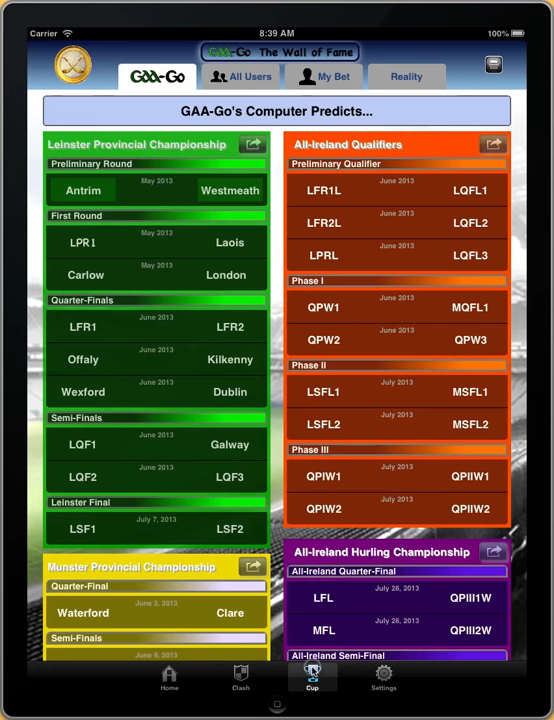 Carrier 8:39 AM 100%
GAA-Go The Wall of Fame
GAA-Go All Users My Bet Reality
GAA-Go's Computer Predicts...
Leinster Provincial Championship
Preliminary Round
May 2013
Antrim Westmeath
First Round
May 2013
LPR1 Laois
May 2013
Carlow London
Quarter-Finals
June 2013
LFR1 LFR2
June 2013
Offaly Kilkenny
June 2013
Wexford Dublin
Semi-Finals
June 2013
LQF1 Galway
June 2013
LQF2 LQF3
Leinster Final
July 7, 2013
LSF1 LSF2
Munster Provincial Championship
Quarter-Final
June 2, 2013
Waterford Clare
Semi-Finals
June 9, 2013
All-Ireland Qualifiers
Preliminary Qualifier
June 2013
LFR1L LQFL1
June 2013
LFR2L LQFL2
June 2013
LPRL LQFL3
Phase I
June 2013
QPW1 MQFL1
June 2013
QPW2 QPW3
Phase II
July 2013
LSFL1 MSFL1
July 2013
LSFL2 MSFL2
Phase III
July 2013
QPIW1 QPIIW1
July 2013
QPIW2 QPIIW2
All-Ireland Hurling Championship
All-Ireland Quarter-Final
July 28, 2013
LFL QPIII1W
July 28, 2013
MFL QPIII2W
All-Ireland Semi-Final
Home Clash Cup Settings